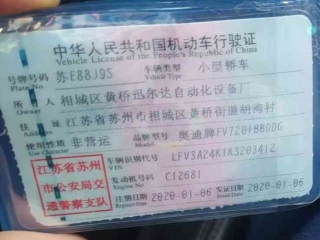 中华人民共和国机动车行驶证
Vehicle License of the People's Republic of China
号牌号码 苏E88J9S 车辆类型 小型轿车
Plate No. Vehicle Type
所有人 相城区黄桥迅尔达自动化设备厂
Owner
住址 江苏省苏州市相城区黄桥街道胡湾村
Address
使用性质 非营运 品牌型号 奥迪牌FV7201BBDDG
Use Character Model
江苏省苏州
市公安局交
通警察支队
车辆识别代号 LFV3A24K1K3203412
VIN
发动机号码 C12681
Engine No.
注册日期 2020-01-06 发证日期 2020-01-06
Register Date Issue Date